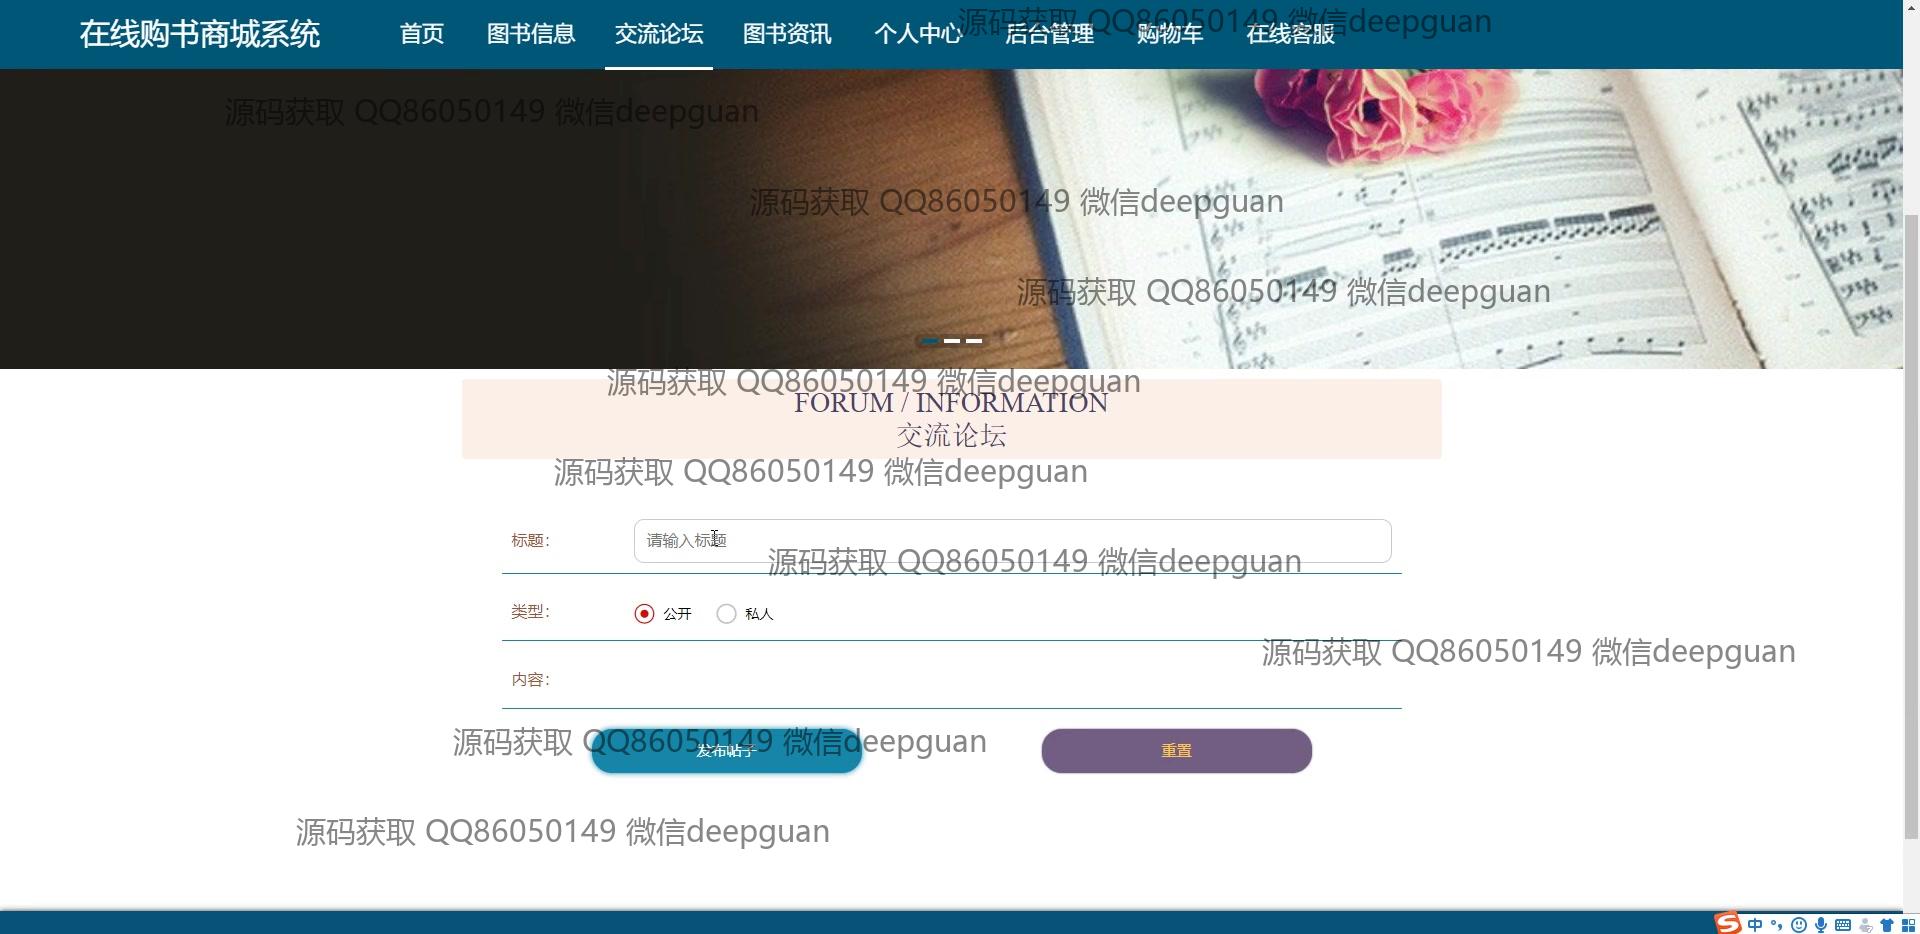 在线购书商城系统 首页 图书信息 交流论坛 图书资讯 个人中心 后台管理 购物车 在线客服
源码获取 QQ86050149 微信deepguan
源码获取 QQ86050149 微信deepguan
源码获取 QQ86050149 微信deepguan
源码获取 QQ86050149 微信deepguan
源码获取 QQ86050149 微信deepguan
FORUM / INFORMATION
交流论坛
源码获取 QQ86050149 微信deepguan
标题： 请输入标题
源码获取 QQ86050149 微信deepguan
类型： 公开 私人
源码获取 QQ86050149 微信deepguan
内容：
源码获取 QQ86050149 微信deepguan
发布帖子 重置
源码获取 QQ86050149 微信deepguan
中